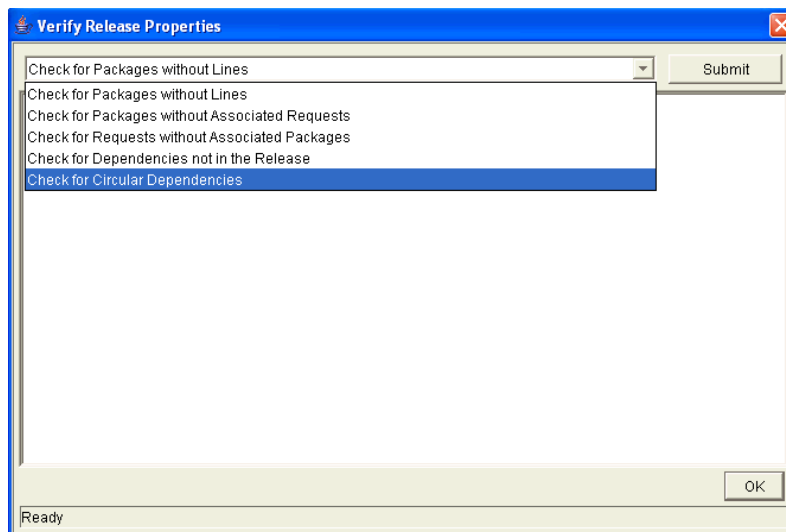 Verify Release Properties
Check for Packages without Lines
Submit
Check for Packages without Lines
Check for Packages without Associated Requests
Check for Requests without Associated Packages
Check for Dependencies not in the Release
Check for Circular Dependencies
OK
Ready